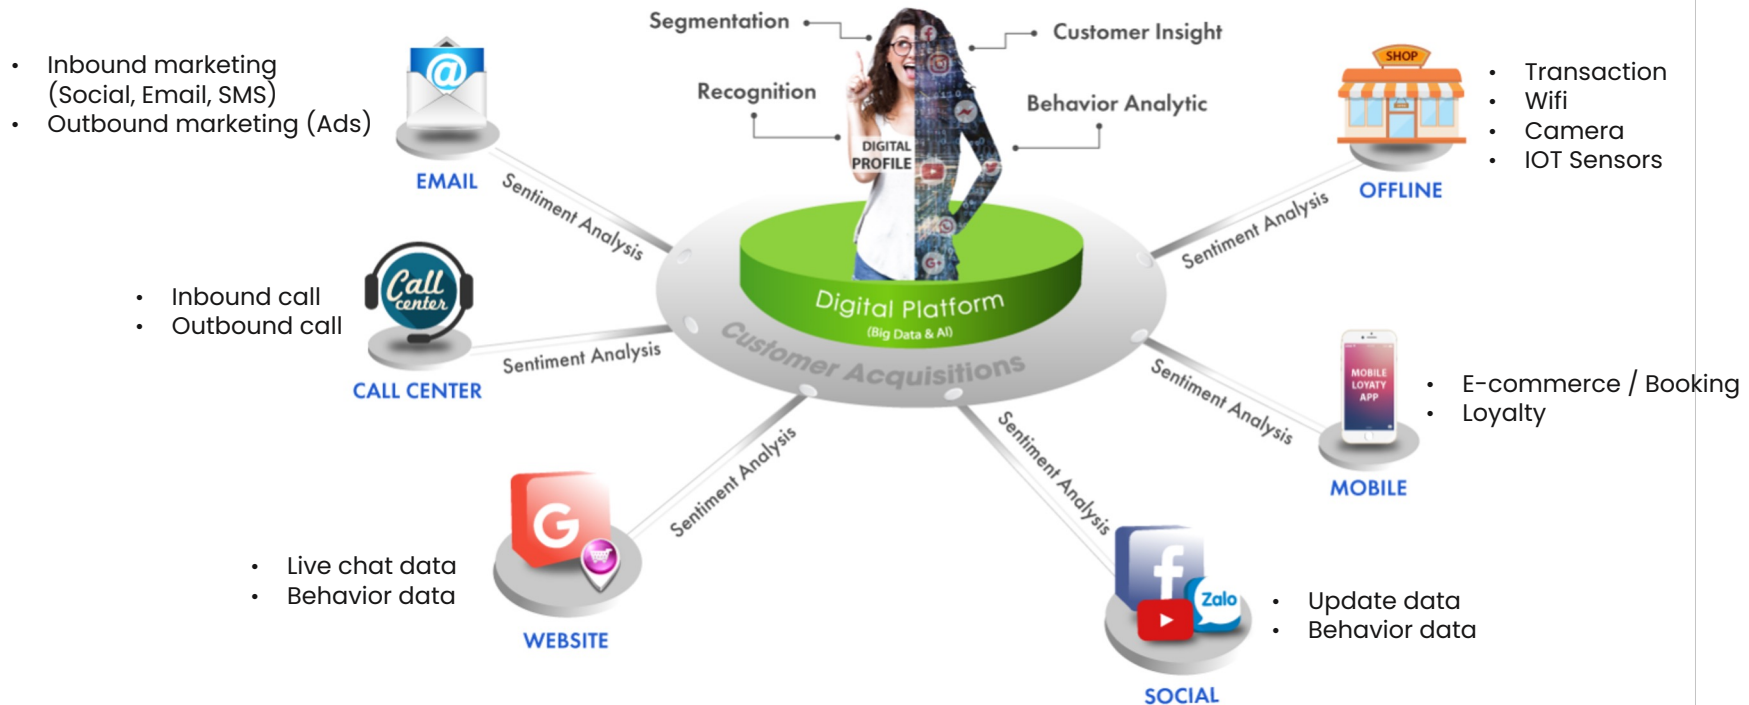 Segmentation
Customer Insight
Recognition
Behavior Analytic
DIGITAL
PROFILE
Digital Platform
(Big Data & AI)
Customer Acquisitions
• Inbound marketing
(Social, Email, SMS)
• Outbound marketing (Ads)
@
EMAIL
Sentiment Analysis
• Inbound call
• Outbound call
Call
center
CALL CENTER
Sentiment Analysis
• Live chat data
• Behavior data
G
WEBSITE
Sentiment Analysis
SHOP
OFFLINE
• Transaction
• Wifi
• Camera
• IOT Sensors
Sentiment Analysis
MOBILE
LOYATY
APP
MOBILE
• E-commerce / Booking
• Loyalty
Sentiment Analysis
f
Zalo
SOCIAL
• Update data
• Behavior data
Sentiment Analysis
f
G+